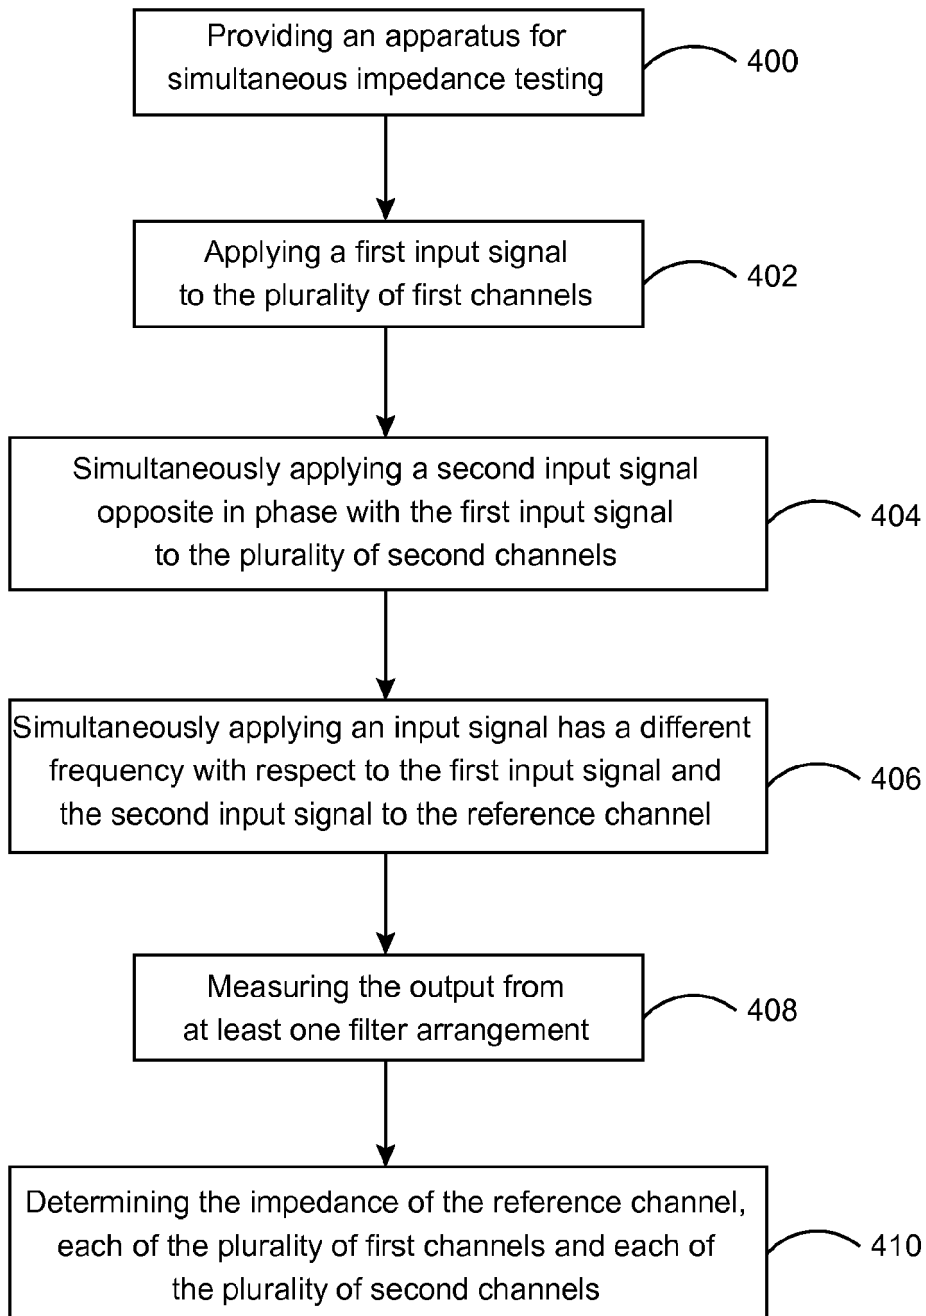 Providing an apparatus for
simultaneous impedance testing
400
Applying a first input signal
to the plurality of first channels
402
Simultaneously applying a second input signal
opposite in phase with the first input signal
to the plurality of second channels
404
Simultaneously applying an input signal has a different
frequency with respect to the first input signal and
the second input signal to the reference channel
406
Measuring the output from
at least one filter arrangement
408
Determining the impedance of the reference channel,
each of the plurality of first channels and each of
the plurality of second channels
410